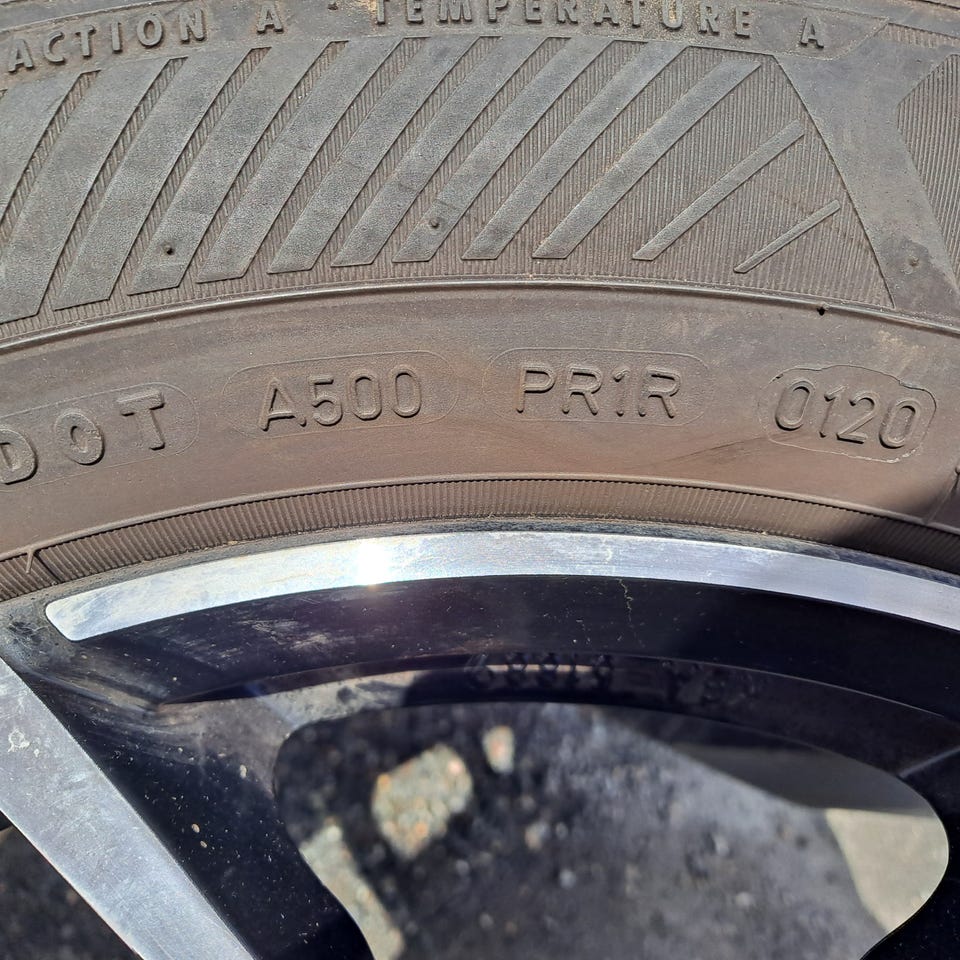 ACTION A TEMPERATURE A
DOT A500 PR1R 0120